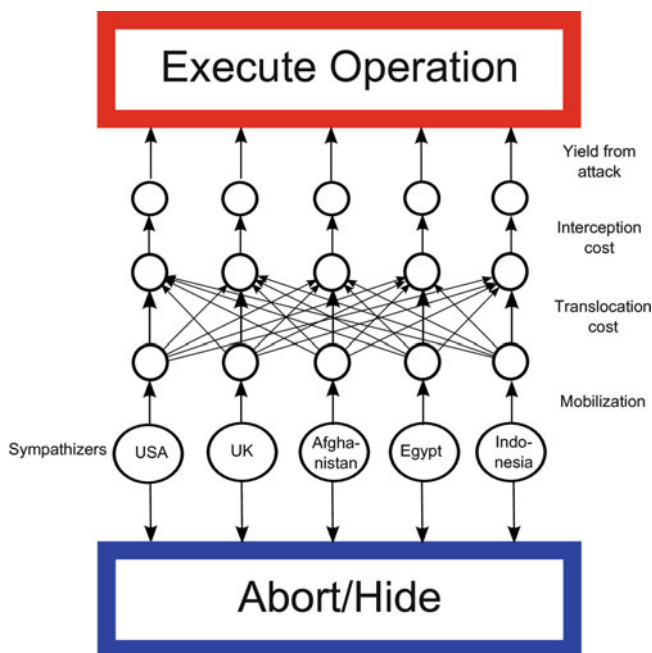 Execute Operation
Yield from
attack
Interception
cost
Translocation
cost
Mobilization
Sympathizers
USA
UK
Afgha-
nistan
Egypt
Indo-
nesia
Abort/Hide